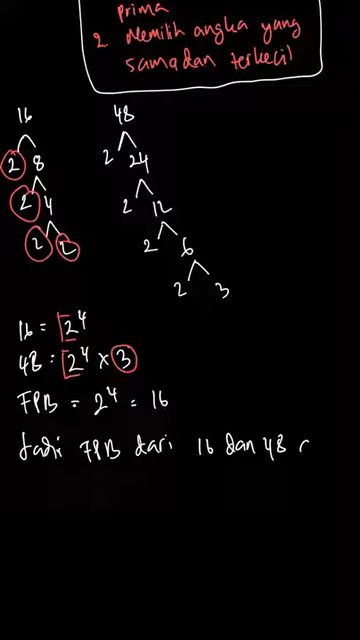 prima
2. Memilih angka yang
sama dan terkecil
16 48
2 8 2 24
2 4 2 12
2 2 2 6
2 3
16 = 2⁴
48 = 2⁴ × 3
FPB = 2⁴ = 16
Jadi FPB dari 16 dan 48